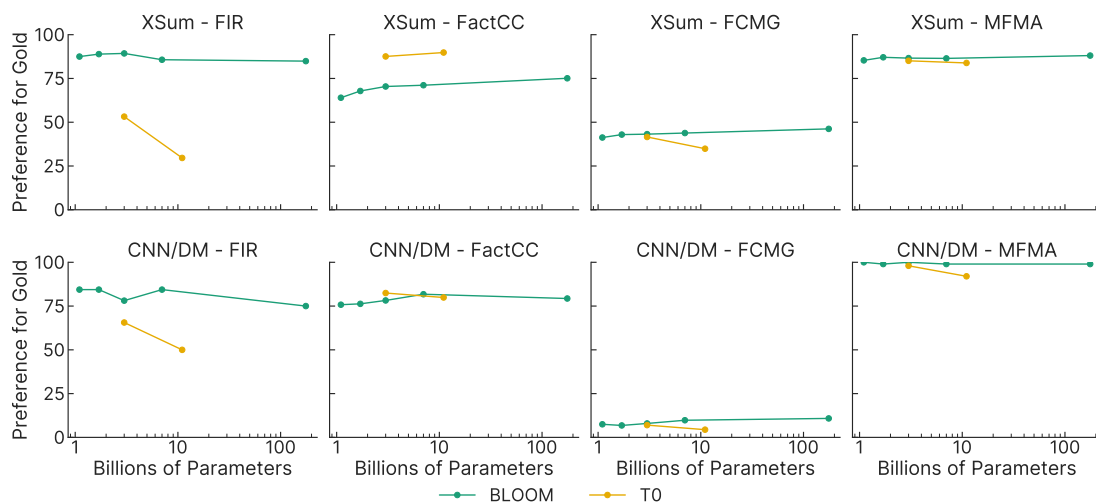 XSum - FIR
XSum - FactCC
XSum - FCMG
XSum - MFMA
Preference for Gold
100
75
50
25
0
CNN/DM - FIR
CNN/DM - FactCC
CNN/DM - FCMG
CNN/DM - MFMA
Preference for Gold
100
75
50
25
0
1 10 100
1 10 100
1 10 100
1 10 100
Billions of Parameters
Billions of Parameters
Billions of Parameters
Billions of Parameters
BLOOM T0